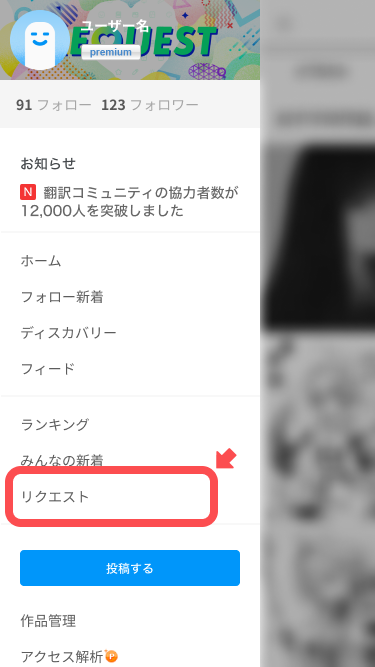 REQUEST
ユーザー名
premium
91 フォロー 123 フォロワー
お知らせ
N 翻訳コミュニティの協力者数が
12,000人を突破しました
ホーム
フォロー新着
ディスカバリー
フィード
ランキング
みんなの新着
リクエスト
投稿する
作品管理
アクセス解析 P